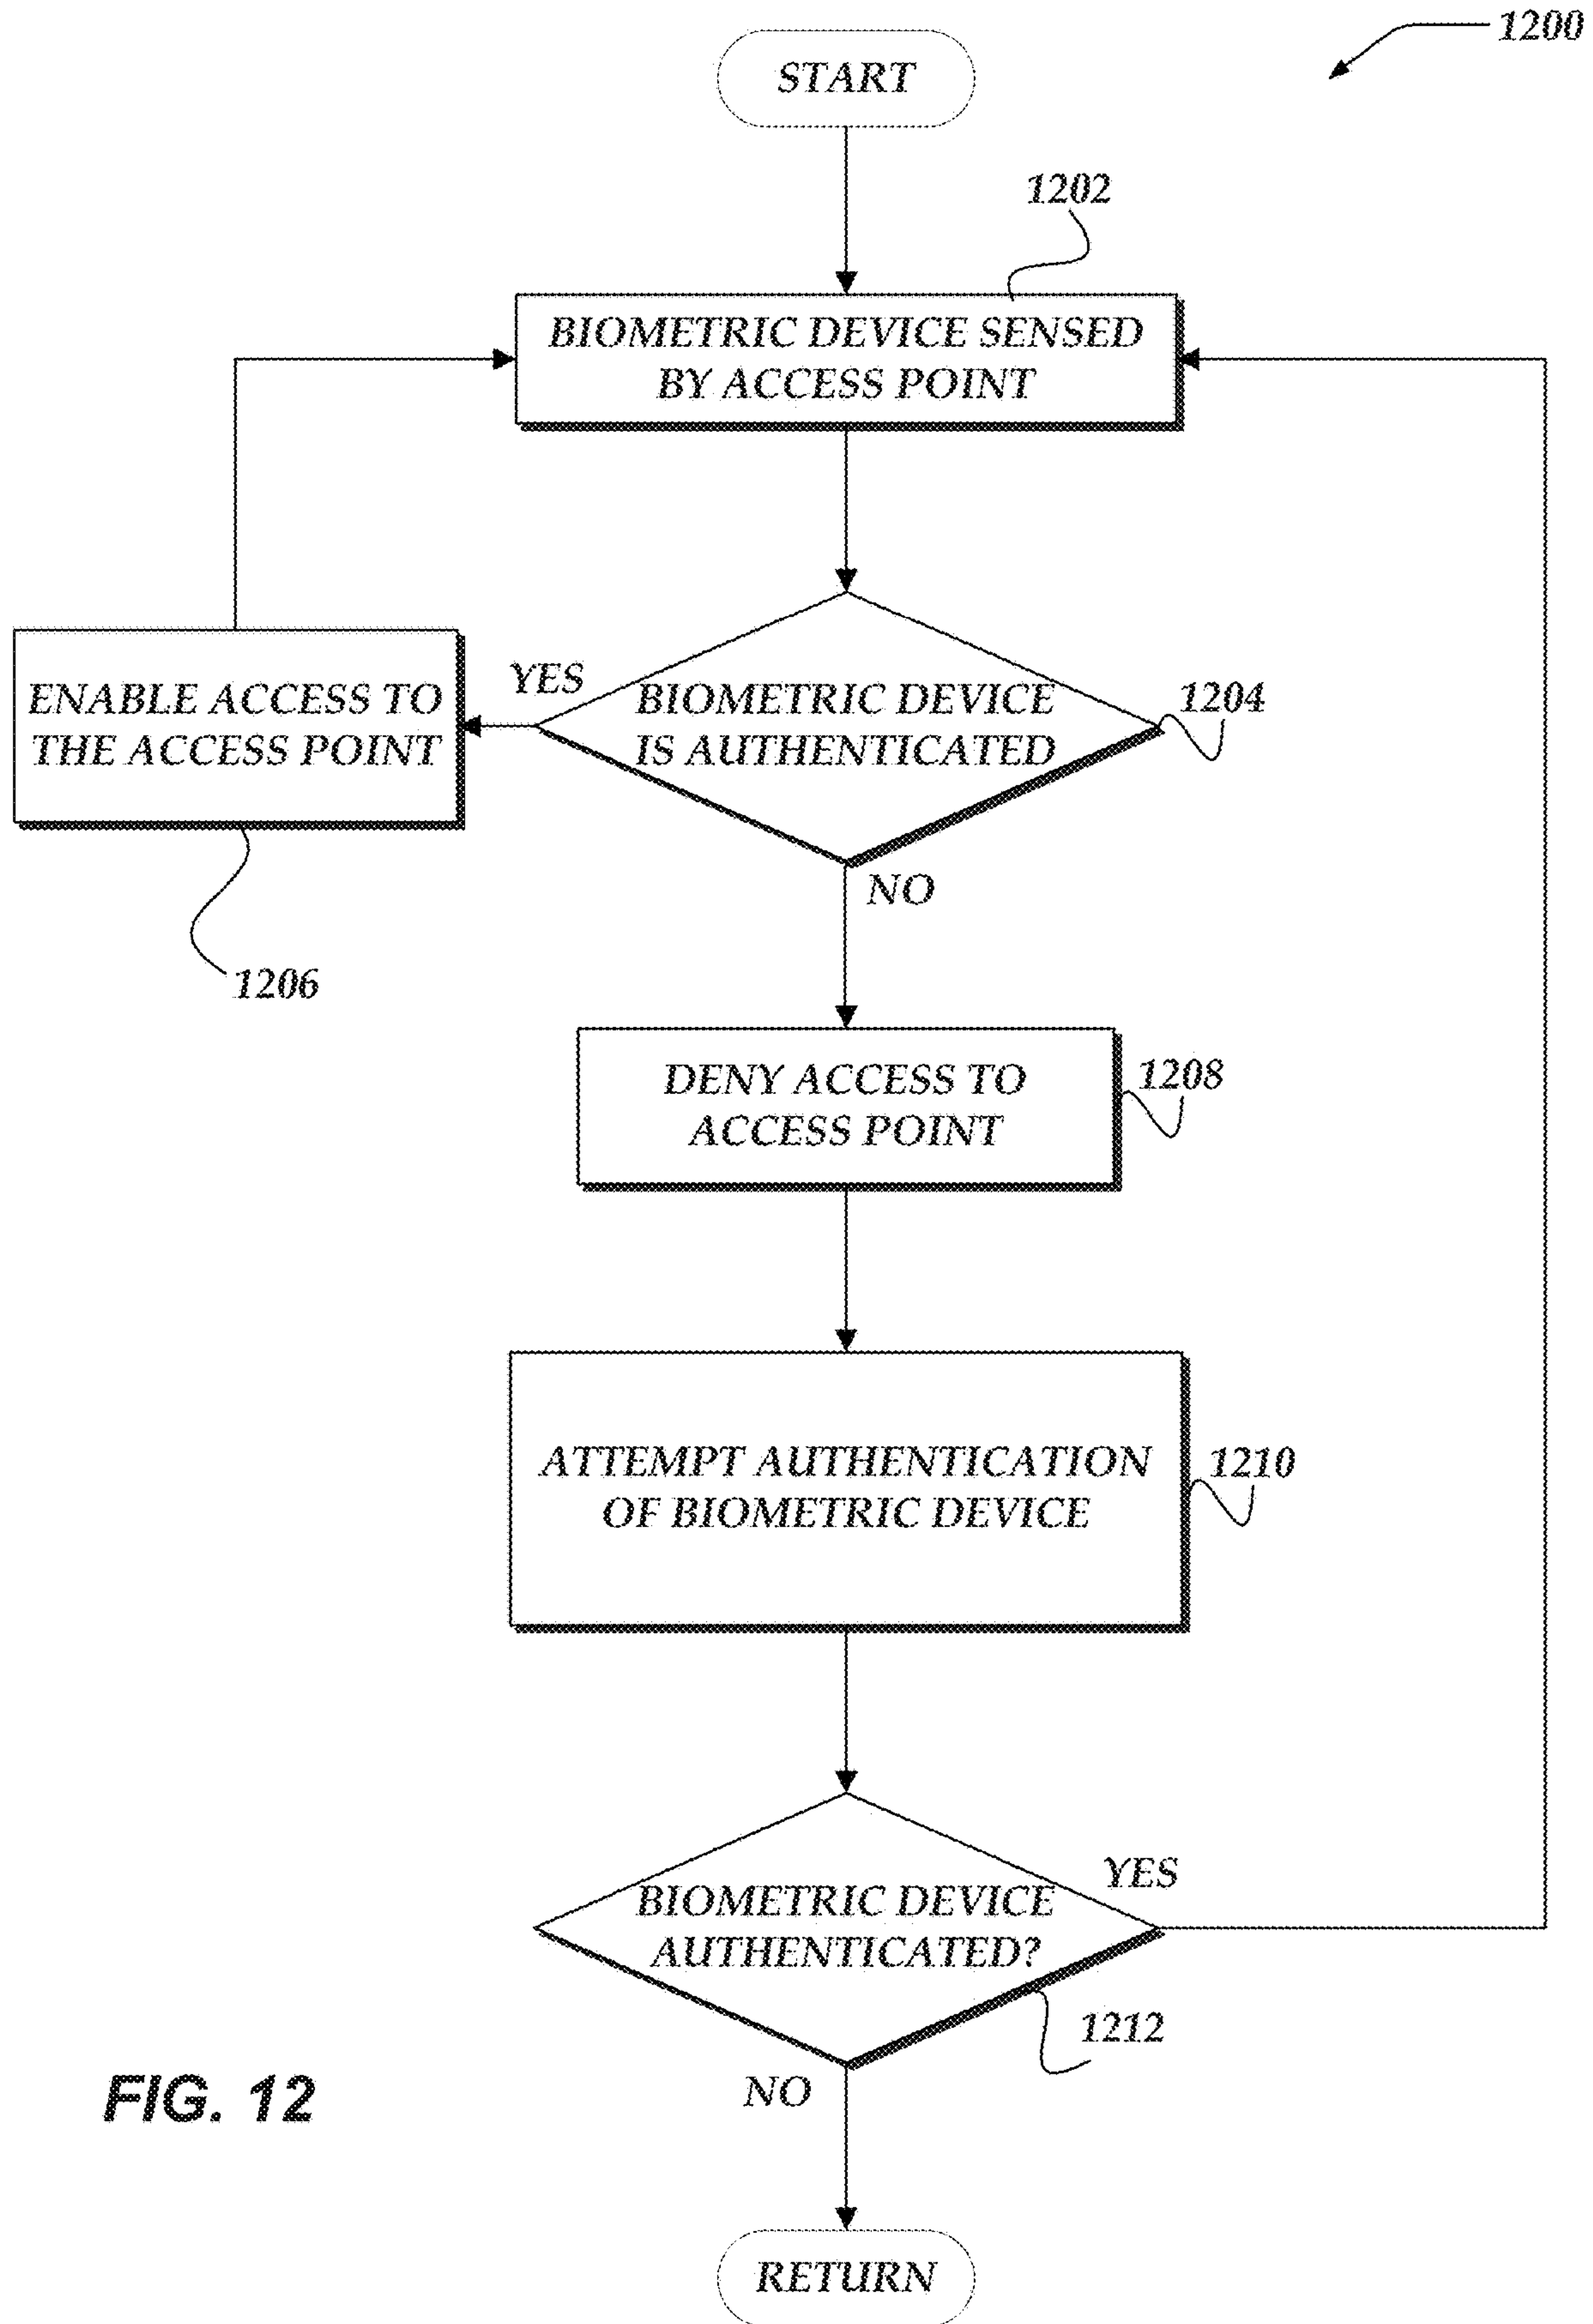 1200
START
1202
BIOMETRIC DEVICE SENSED
BY ACCESS POINT
ENABLE ACCESS TO
THE ACCESS POINT
YES
BIOMETRIC DEVICE
IS AUTHENTICATED
1204
NO
1206
DENY ACCESS TO
ACCESS POINT
1208
ATTEMPT AUTHENTICATION
OF BIOMETRIC DEVICE
1210
YES
BIOMETRIC DEVICE
AUTHENTICATED?
1212
NO
FIG. 12
RETURN